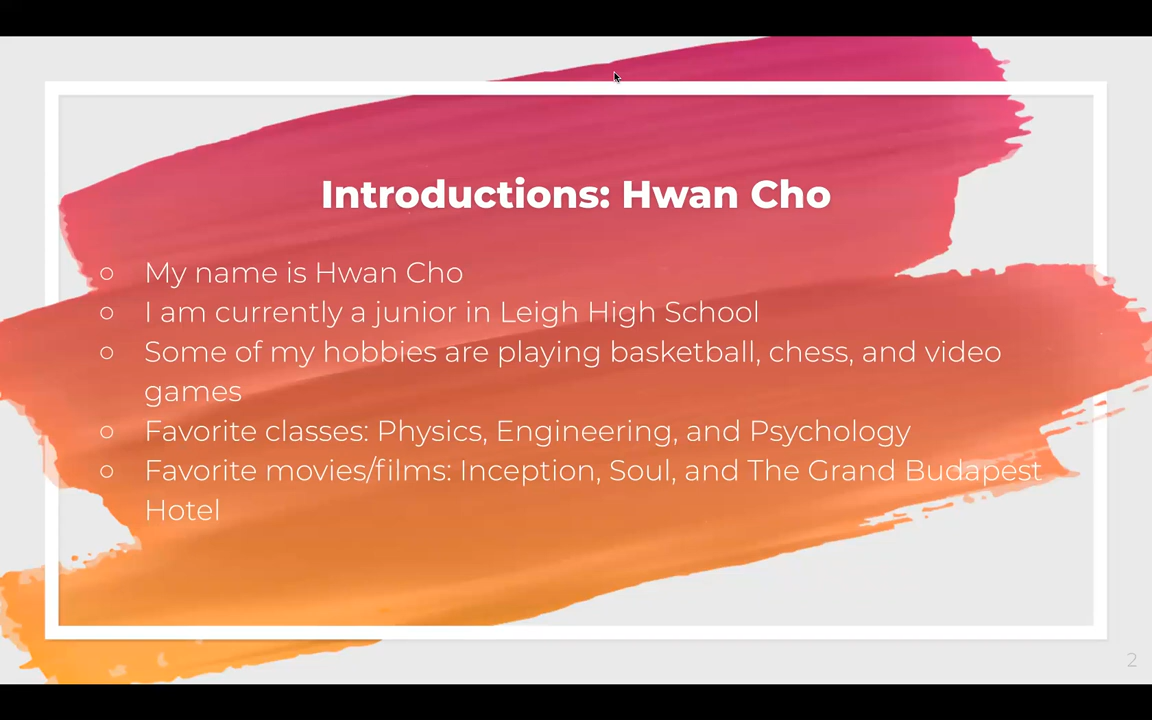 Introductions: Hwan Cho
○ My name is Hwan Cho
○ I am currently a junior in Leigh High School
○ Some of my hobbies are playing basketball, chess, and video
games
○ Favorite classes: Physics, Engineering, and Psychology
○ Favorite movies/films: Inception, Soul, and The Grand Budapest
Hotel
2